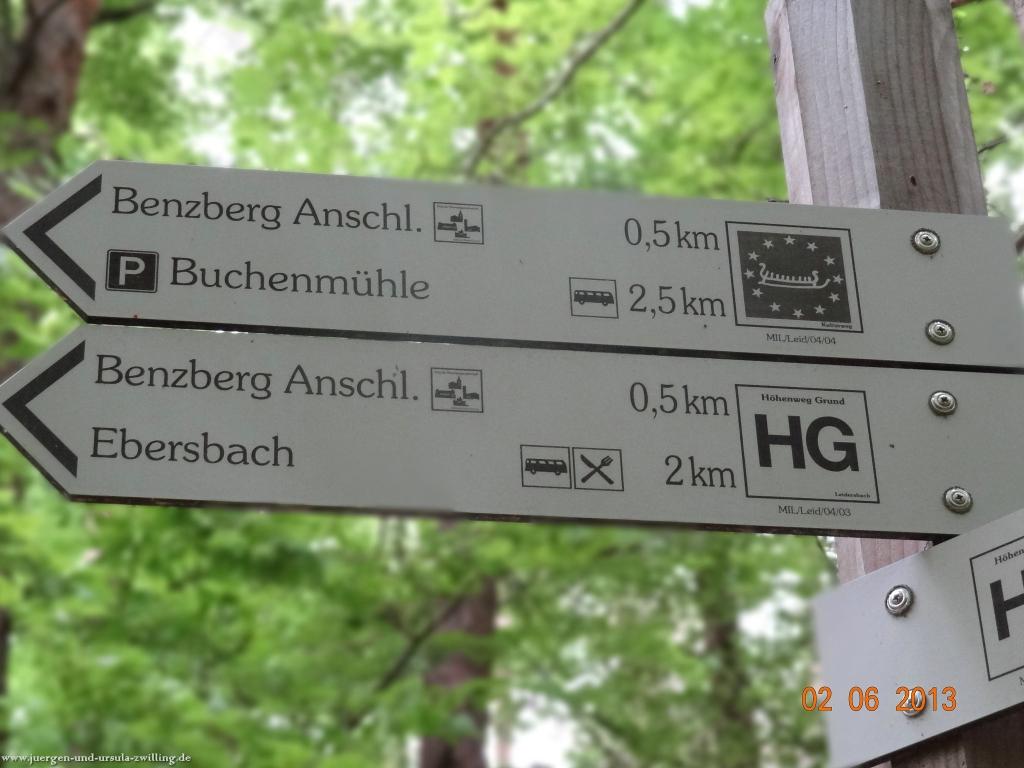 Benzberg Anschl. 0,5 km
P Buchenmühle 2,5 km
Kulturweg
MIL/Leid/04/04
Benzberg Anschl. 0,5 km
Höhenweg Grund
HG
Ebersbach 2 km
Leidersbach
MIL/Leid/04/03
02 06 2013
www.juergen-und-ursula-zwilling.de